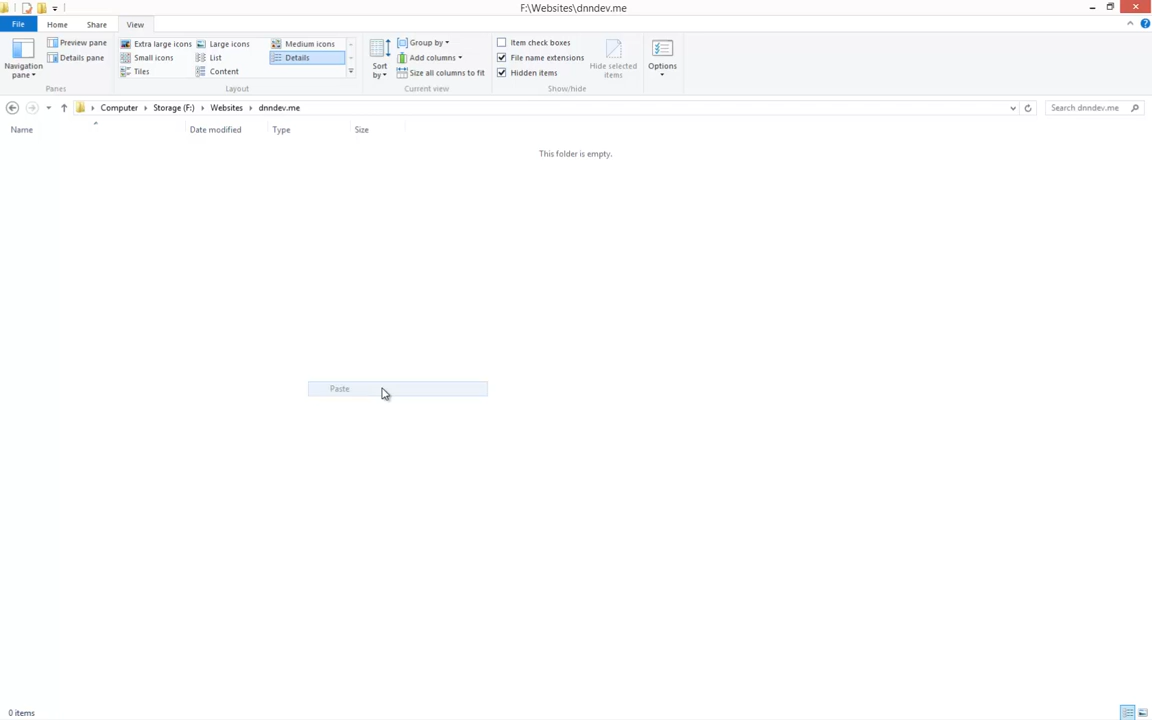 F:\Websites\dnndev.me
File Home Share View
Navigation pane
Preview pane
Details pane
Panes
Extra large icons Large icons Medium icons
Small icons List Details
Tiles Content
Layout
Sort by
Group by
Add columns
Size all columns to fit
Current view
Item check boxes
File name extensions
Hidden items
Hide selected items
Show/hide
Options
Computer Storage (F:) Websites dnndev.me
Search dnndev.me
Name Date modified Type Size
This folder is empty.
Paste
0 items